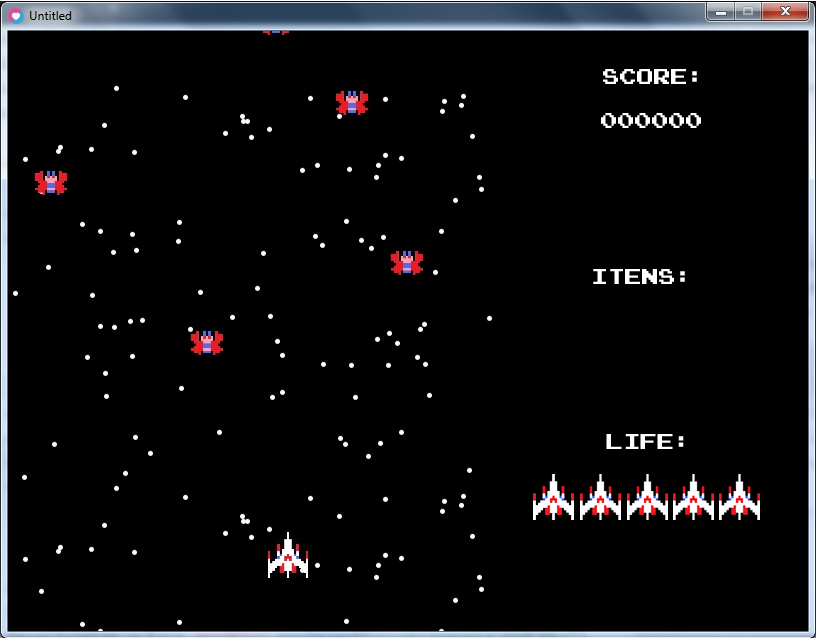 Untitled
SCORE:
000000
ITENS:
LIFE: